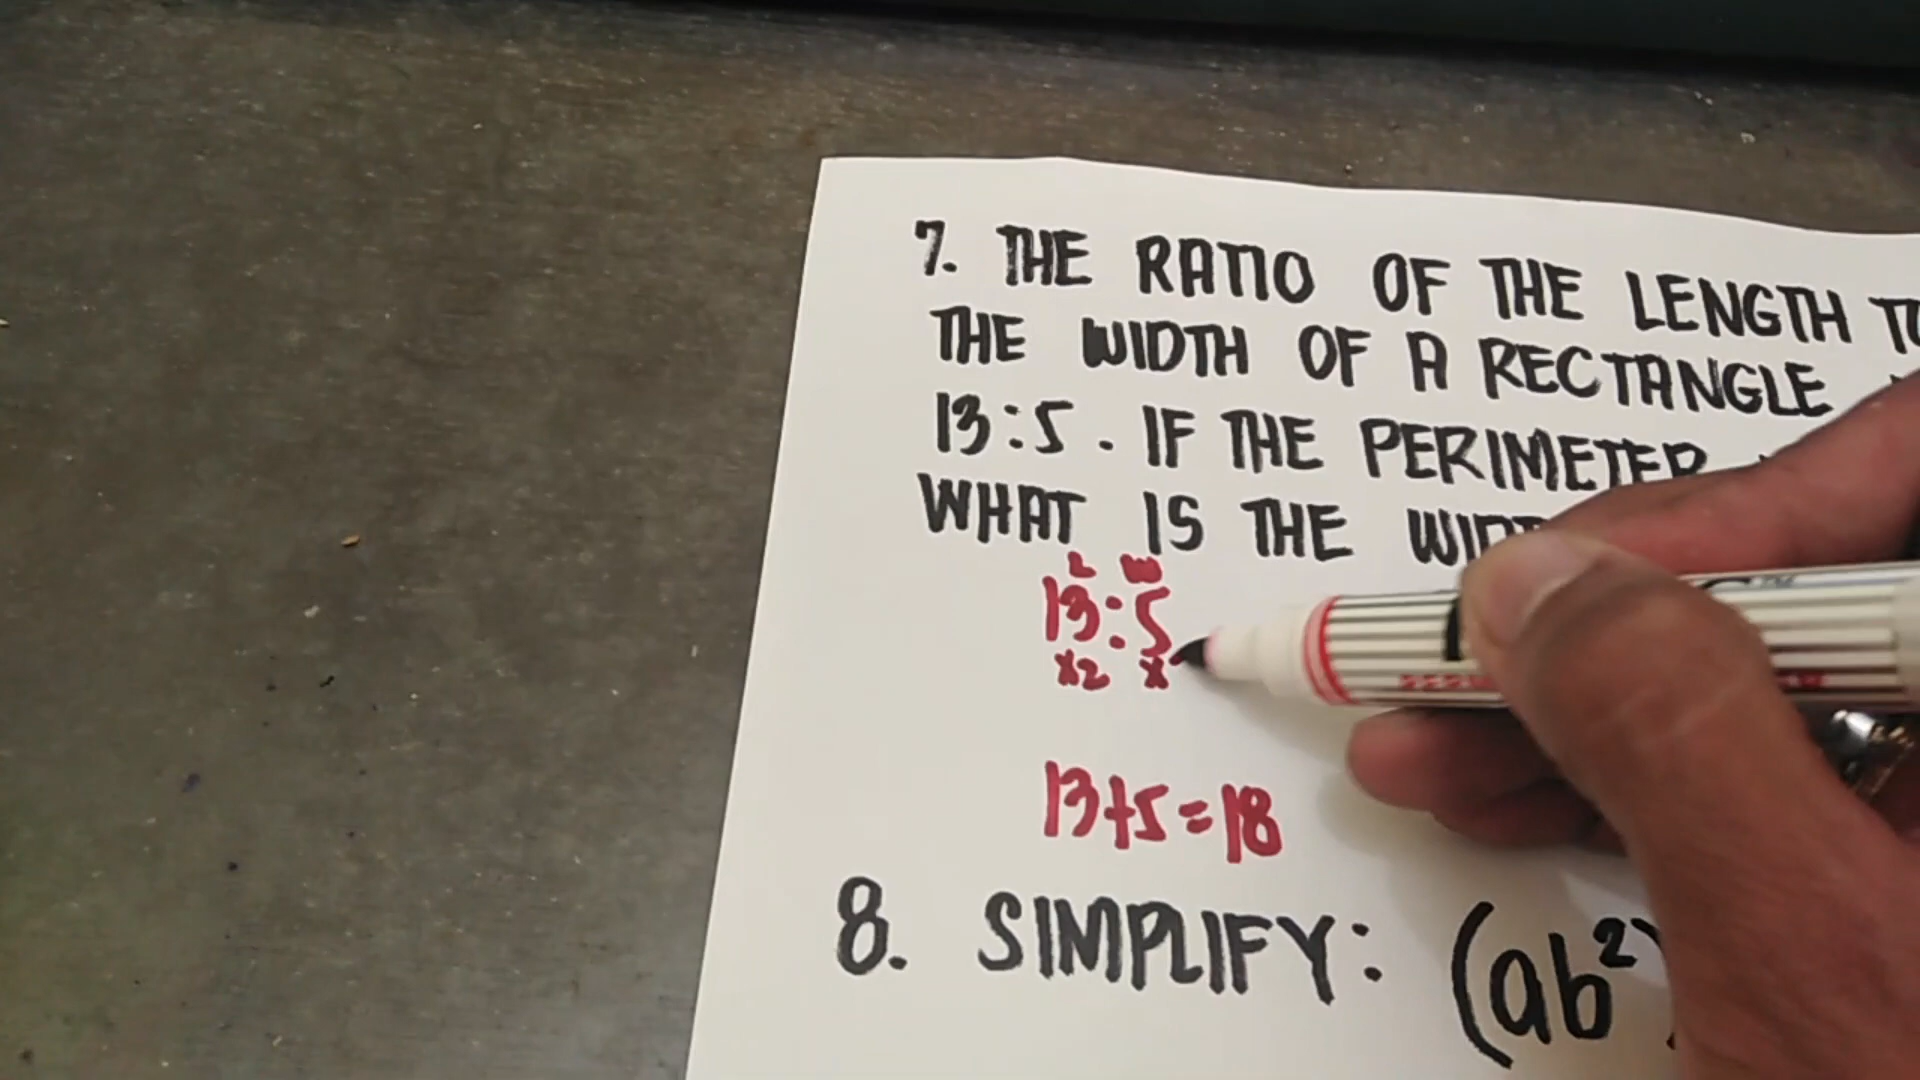 7. THE RATIO OF THE LENGTH TO
THE WIDTH OF A RECTANGLE
13:5. IF THE PERIMETER
WHAT IS THE
L W
13:5
x2 x
13+5=18
8. SIMPLIFY: (ab²)